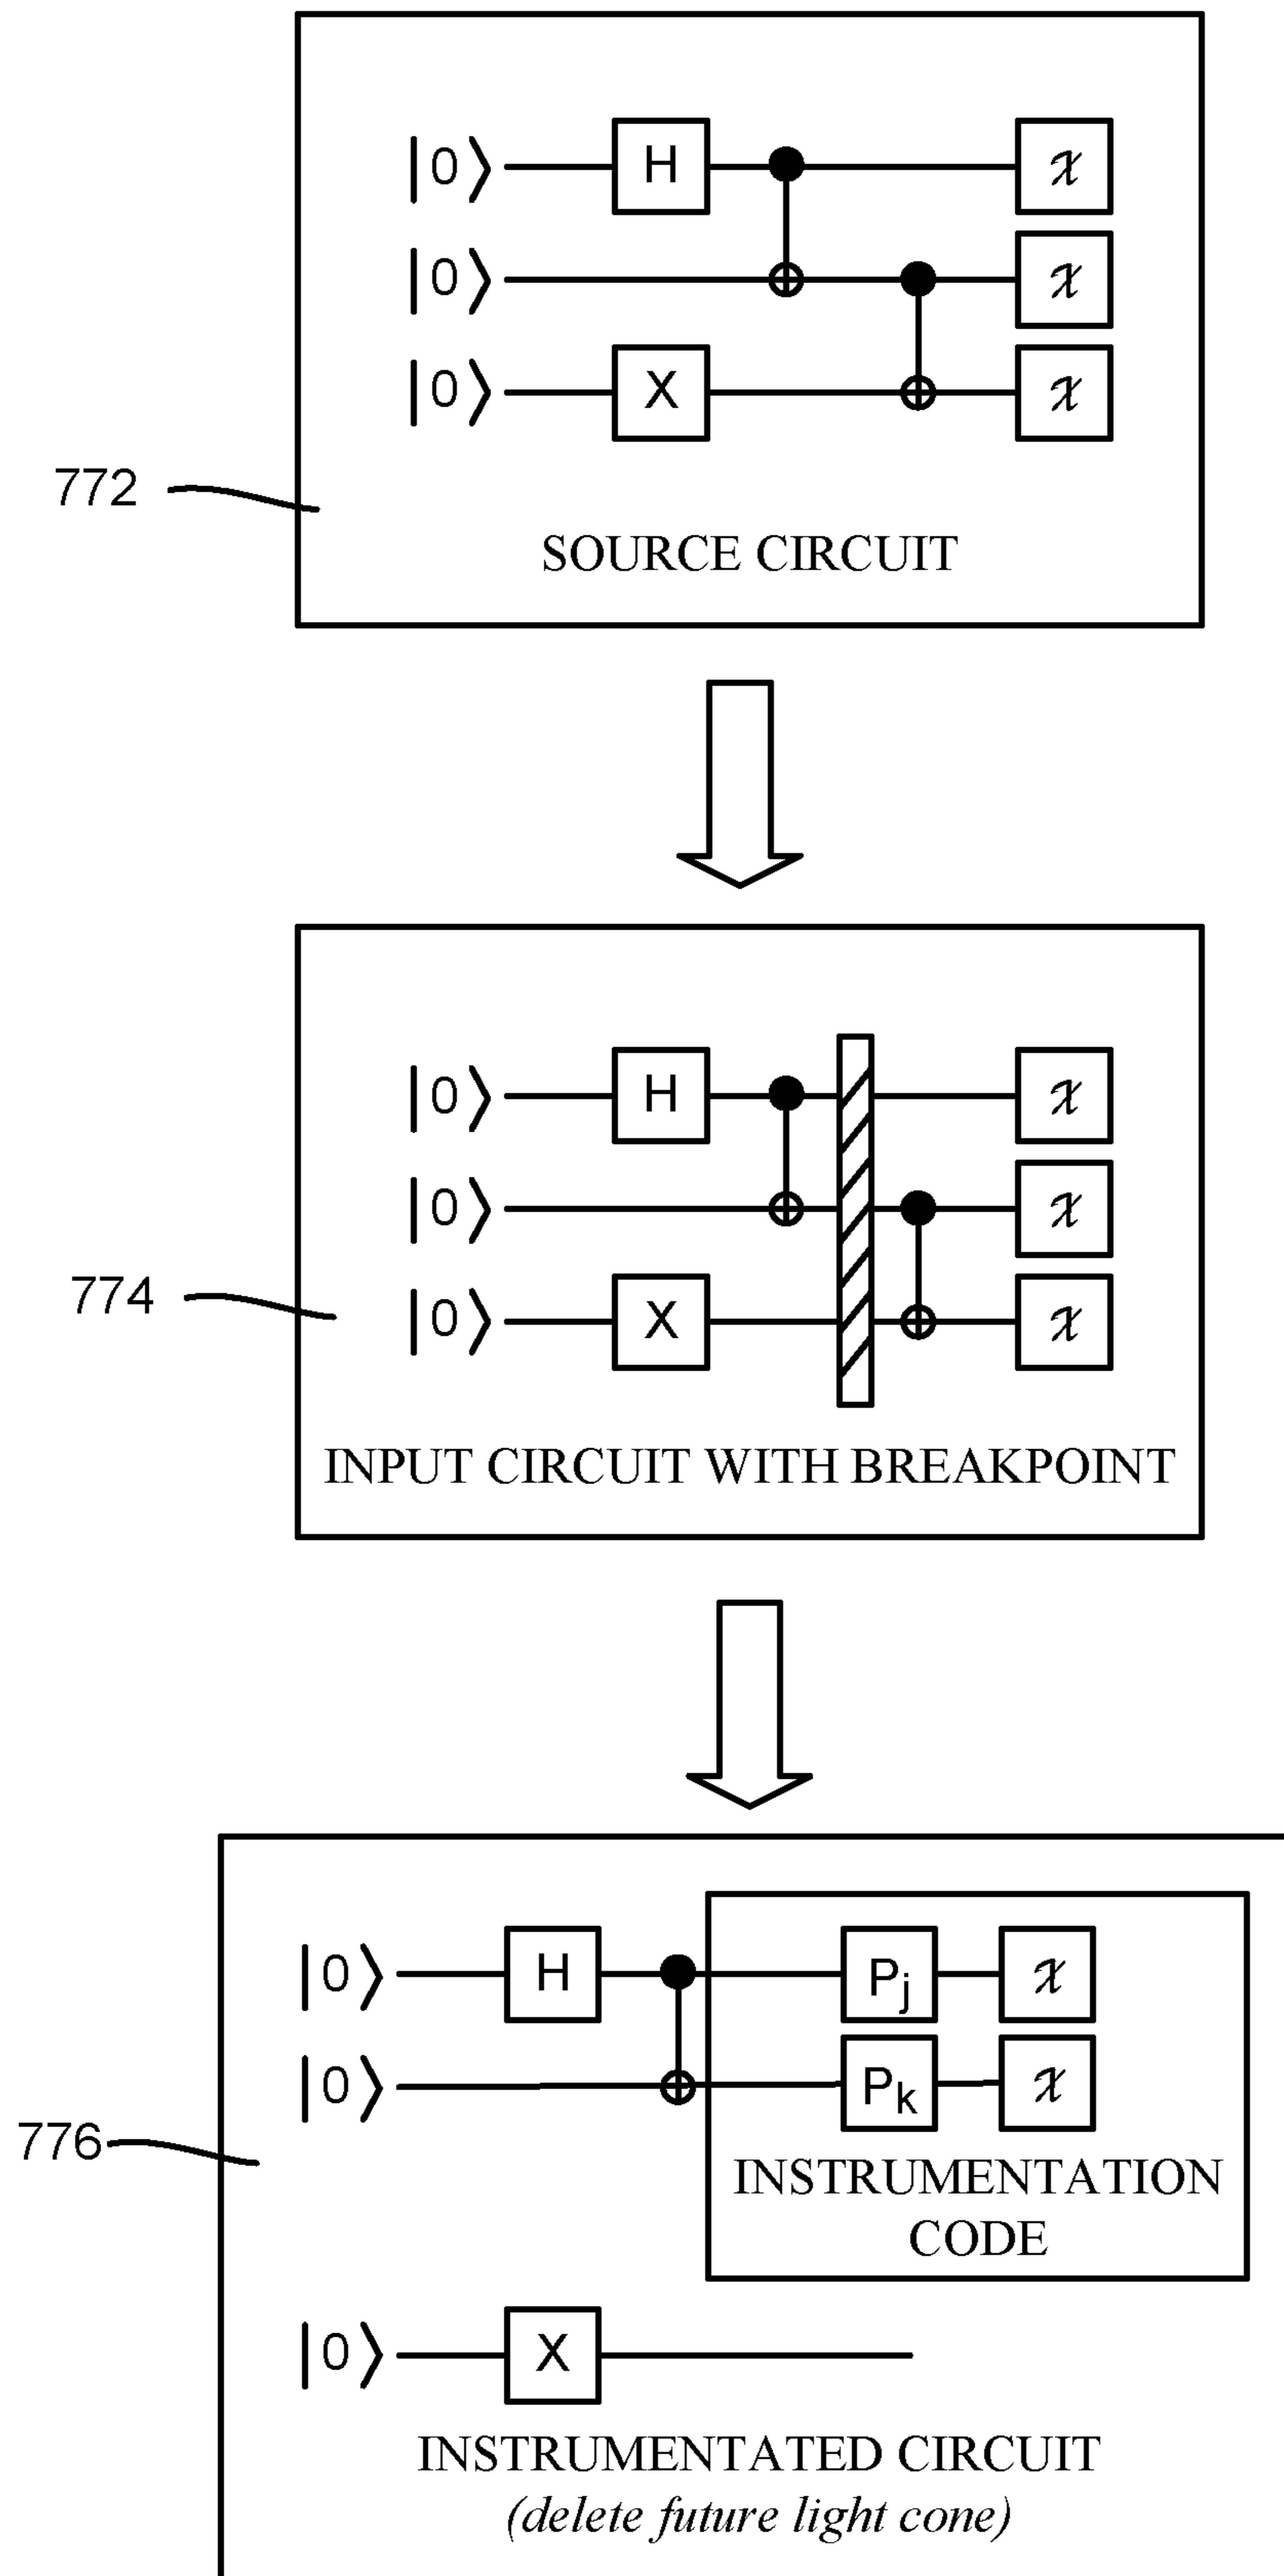 |0⟩ H 𝓍
|0⟩ 𝓍
|0⟩ X 𝓍
772
SOURCE CIRCUIT
|0⟩ H 𝓍
|0⟩ 𝓍
774
|0⟩ X 𝓍
INPUT CIRCUIT WITH BREAKPOINT
|0⟩ H Pj 𝓍
|0⟩ Pk 𝓍
776
INSTRUMENTATION
CODE
|0⟩ X
INSTRUMENTATED CIRCUIT
(delete future light cone)